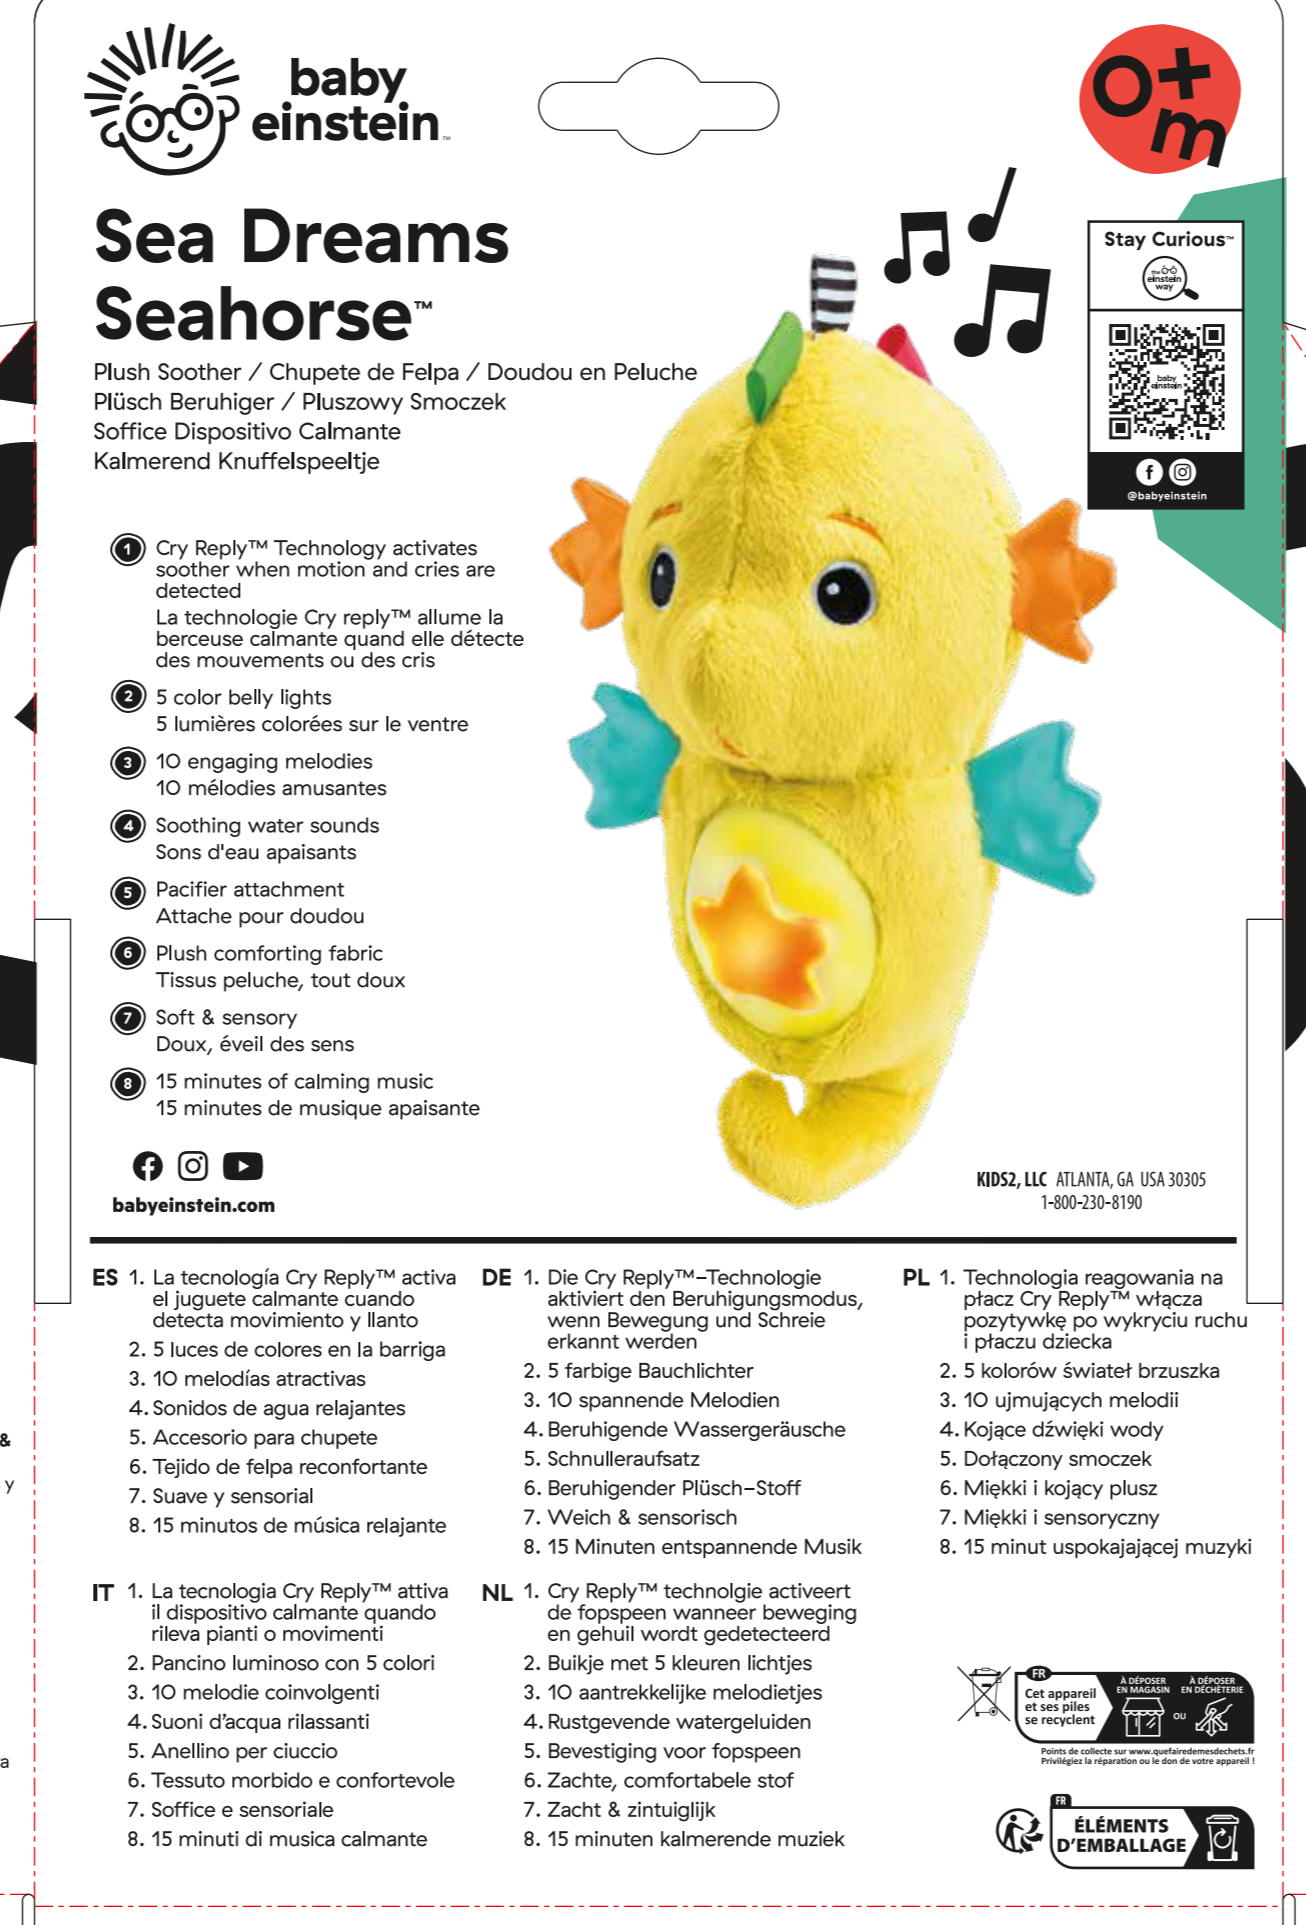 baby
einstein™
0+
m
Sea Dreams
Seahorse™
Plush Soother / Chupete de Felpa / Doudou en Peluche
Plüsch Beruhiger / Pluszowy Smoczek
Soffice Dispositivo Calmante
Kalmerend Knuffelspeeltje
Stay Curious™
the
einstein
way
baby
einstein
@babyeinstein
1 Cry Reply™ Technology activates
soother when motion and cries are
detected
La technologie Cry reply™ allume la
berceuse calmante quand elle détecte
des mouvements ou des cris
2 5 color belly lights
5 lumières colorées sur le ventre
3 10 engaging melodies
10 mélodies amusantes
4 Soothing water sounds
Sons d'eau apaisants
5 Pacifier attachment
Attache pour doudou
6 Plush comforting fabric
Tissus peluche, tout doux
7 Soft & sensory
Doux, éveil des sens
8 15 minutes of calming music
15 minutes de musique apaisante
babyeinstein.com
KIDS2, LLC ATLANTA, GA USA 30305
1-800-230-8190
ES 1. La tecnología Cry Reply™ activa
el juguete calmante cuando
detecta movimiento y llanto
2. 5 luces de colores en la barriga
3. 10 melodías atractivas
4. Sonidos de agua relajantes
5. Accesorio para chupete
6. Tejido de felpa reconfortante
7. Suave y sensorial
8. 15 minutos de música relajante
DE 1. Die Cry Reply™-Technologie
aktiviert den Beruhigungsmodus,
wenn Bewegung und Schreie
erkannt werden
2. 5 farbige Bauchlichter
3. 10 spannende Melodien
4. Beruhigende Wassergeräusche
5. Schnulleraufsatz
6. Beruhigender Plüsch-Stoff
7. Weich & sensorisch
8. 15 Minuten entspannende Musik
PL 1. Technologia reagowania na
płacz Cry Reply™ włącza
pozytywkę po wykryciu ruchu
i płaczu dziecka
2. 5 kolorów świateł brzuszka
3. 10 ujmujących melodii
4. Kojące dźwięki wody
5. Dołączony smoczek
6. Miękki i kojący plusz
7. Miękki i sensoryczny
8. 15 minut uspokajającej muzyki
IT 1. La tecnologia Cry Reply™ attiva
il dispositivo calmante quando
rileva pianti o movimenti
2. Pancino luminoso con 5 colori
3. 10 melodie coinvolgenti
4. Suoni d'acqua rilassanti
5. Anellino per ciuccio
6. Tessuto morbido e confortevole
7. Soffice e sensoriale
8. 15 minuti di musica calmante
NL 1. Cry Reply™ technolgie activeert
de fopspeen wanneer beweging
en gehuil wordt gedetecteerd
2. Buikje met 5 kleuren lichtjes
3. 10 aantrekkelijke melodietjes
4. Rustgevende watergeluiden
5. Bevestiging voor fopspeen
6. Zachte, comfortabele stof
7. Zacht & zintuiglijk
8. 15 minuten kalmerende muziek
FR
Cet appareil
et ses piles
se recyclent
À DÉPOSER
EN MAGASIN
OU
À DÉPOSER
EN DÉCHÈTERIE
Points de collecte sur www.quefairedemesdechets.fr
Privilégiez la réparation ou le don de votre appareil !
FR
ÉLÉMENTS
D'EMBALLAGE
&
y
a